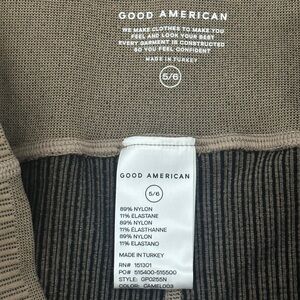 GOOD AMERICAN
WE MAKE CLOTHES TO MAKE YOU
FEEL AND LOOK YOUR BEST
EVERY GARMENT IS CONSTRUCTED
SO YOU FEEL CONFIDENT
MADE IN TURKEY
5/6
GOOD AMERICAN
5/6
89% NYLON
11% ELASTANE
89% NYLON
11% ÉLASTHANNE
89% NYLON
11% ELASTANO
MADE IN TURKEY
RN# 151301
PO# 515400-515500
STYLE: GP0255N
COLOR: CAMEL003